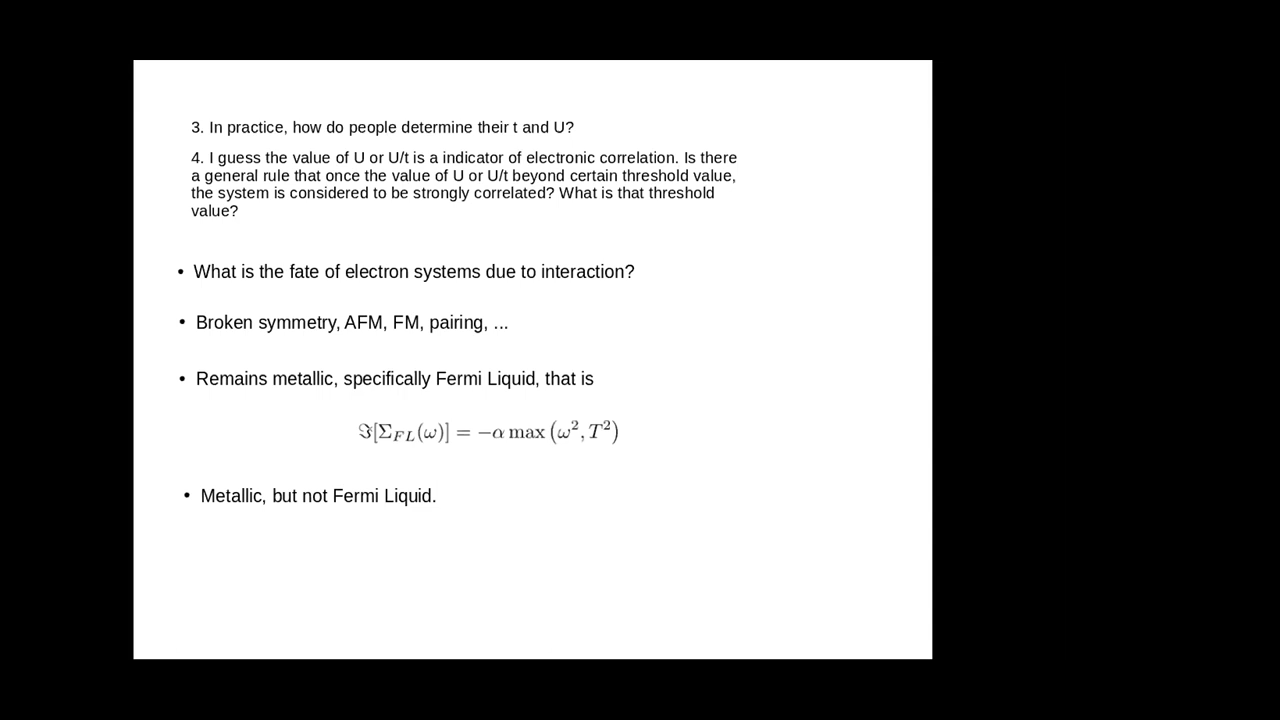 3. In practice, how do people determine their t and U?
4. I guess the value of U or U/t is a indicator of electronic correlation. Is there
a general rule that once the value of U or U/t beyond certain threshold value,
the system is considered to be strongly correlated? What is that threshold
value?
• What is the fate of electron systems due to interaction?
• Broken symmetry, AFM, FM, pairing, ...
• Remains metallic, specifically Fermi Liquid, that is
ℑ[Σ_{FL}(ω)] = −α max (ω², T²)
• Metallic, but not Fermi Liquid.